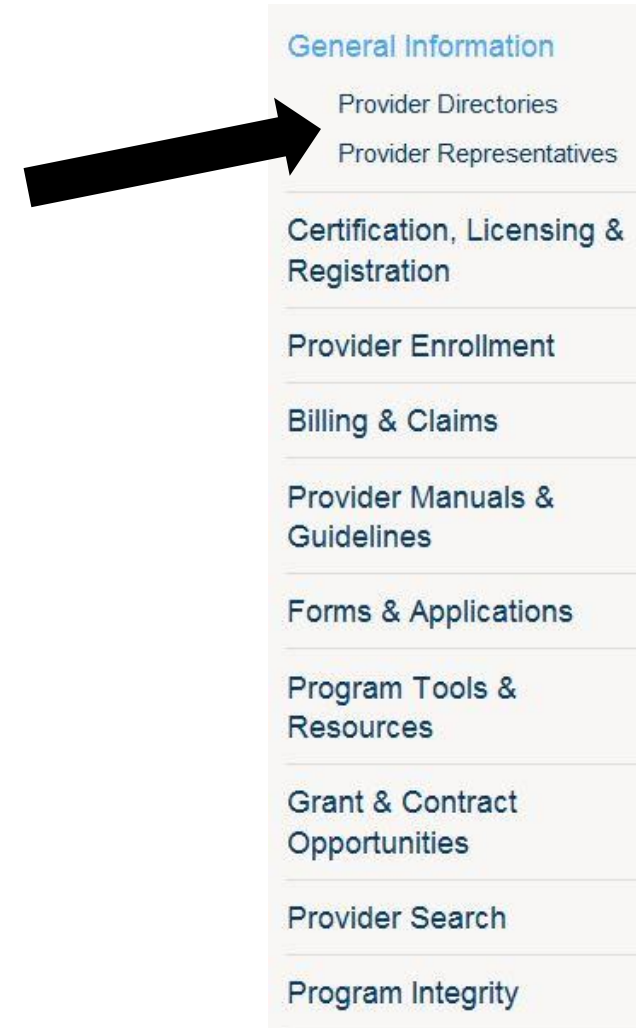 General Information
Provider Directories
Provider Representatives
Certification, Licensing &
Registration
Provider Enrollment
Billing & Claims
Provider Manuals &
Guidelines
Forms & Applications
Program Tools &
Resources
Grant & Contract
Opportunities
Provider Search
Program Integrity